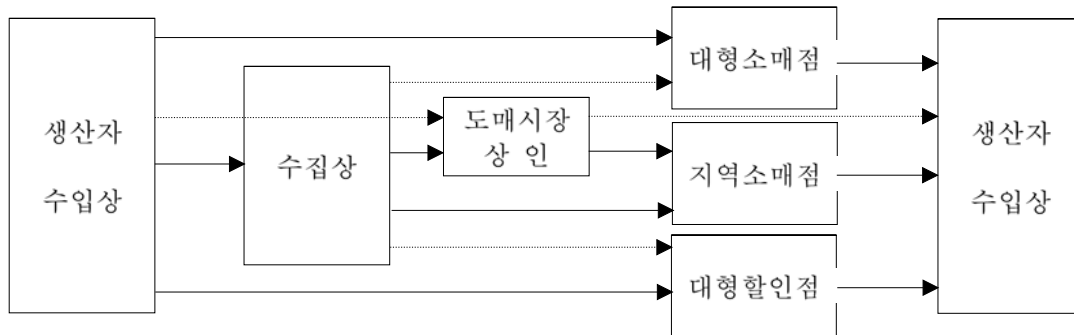 생산자
수입상
수집상
도매시장
상 인
대형소매점
지역소매점
대형할인점
생산자
수입상